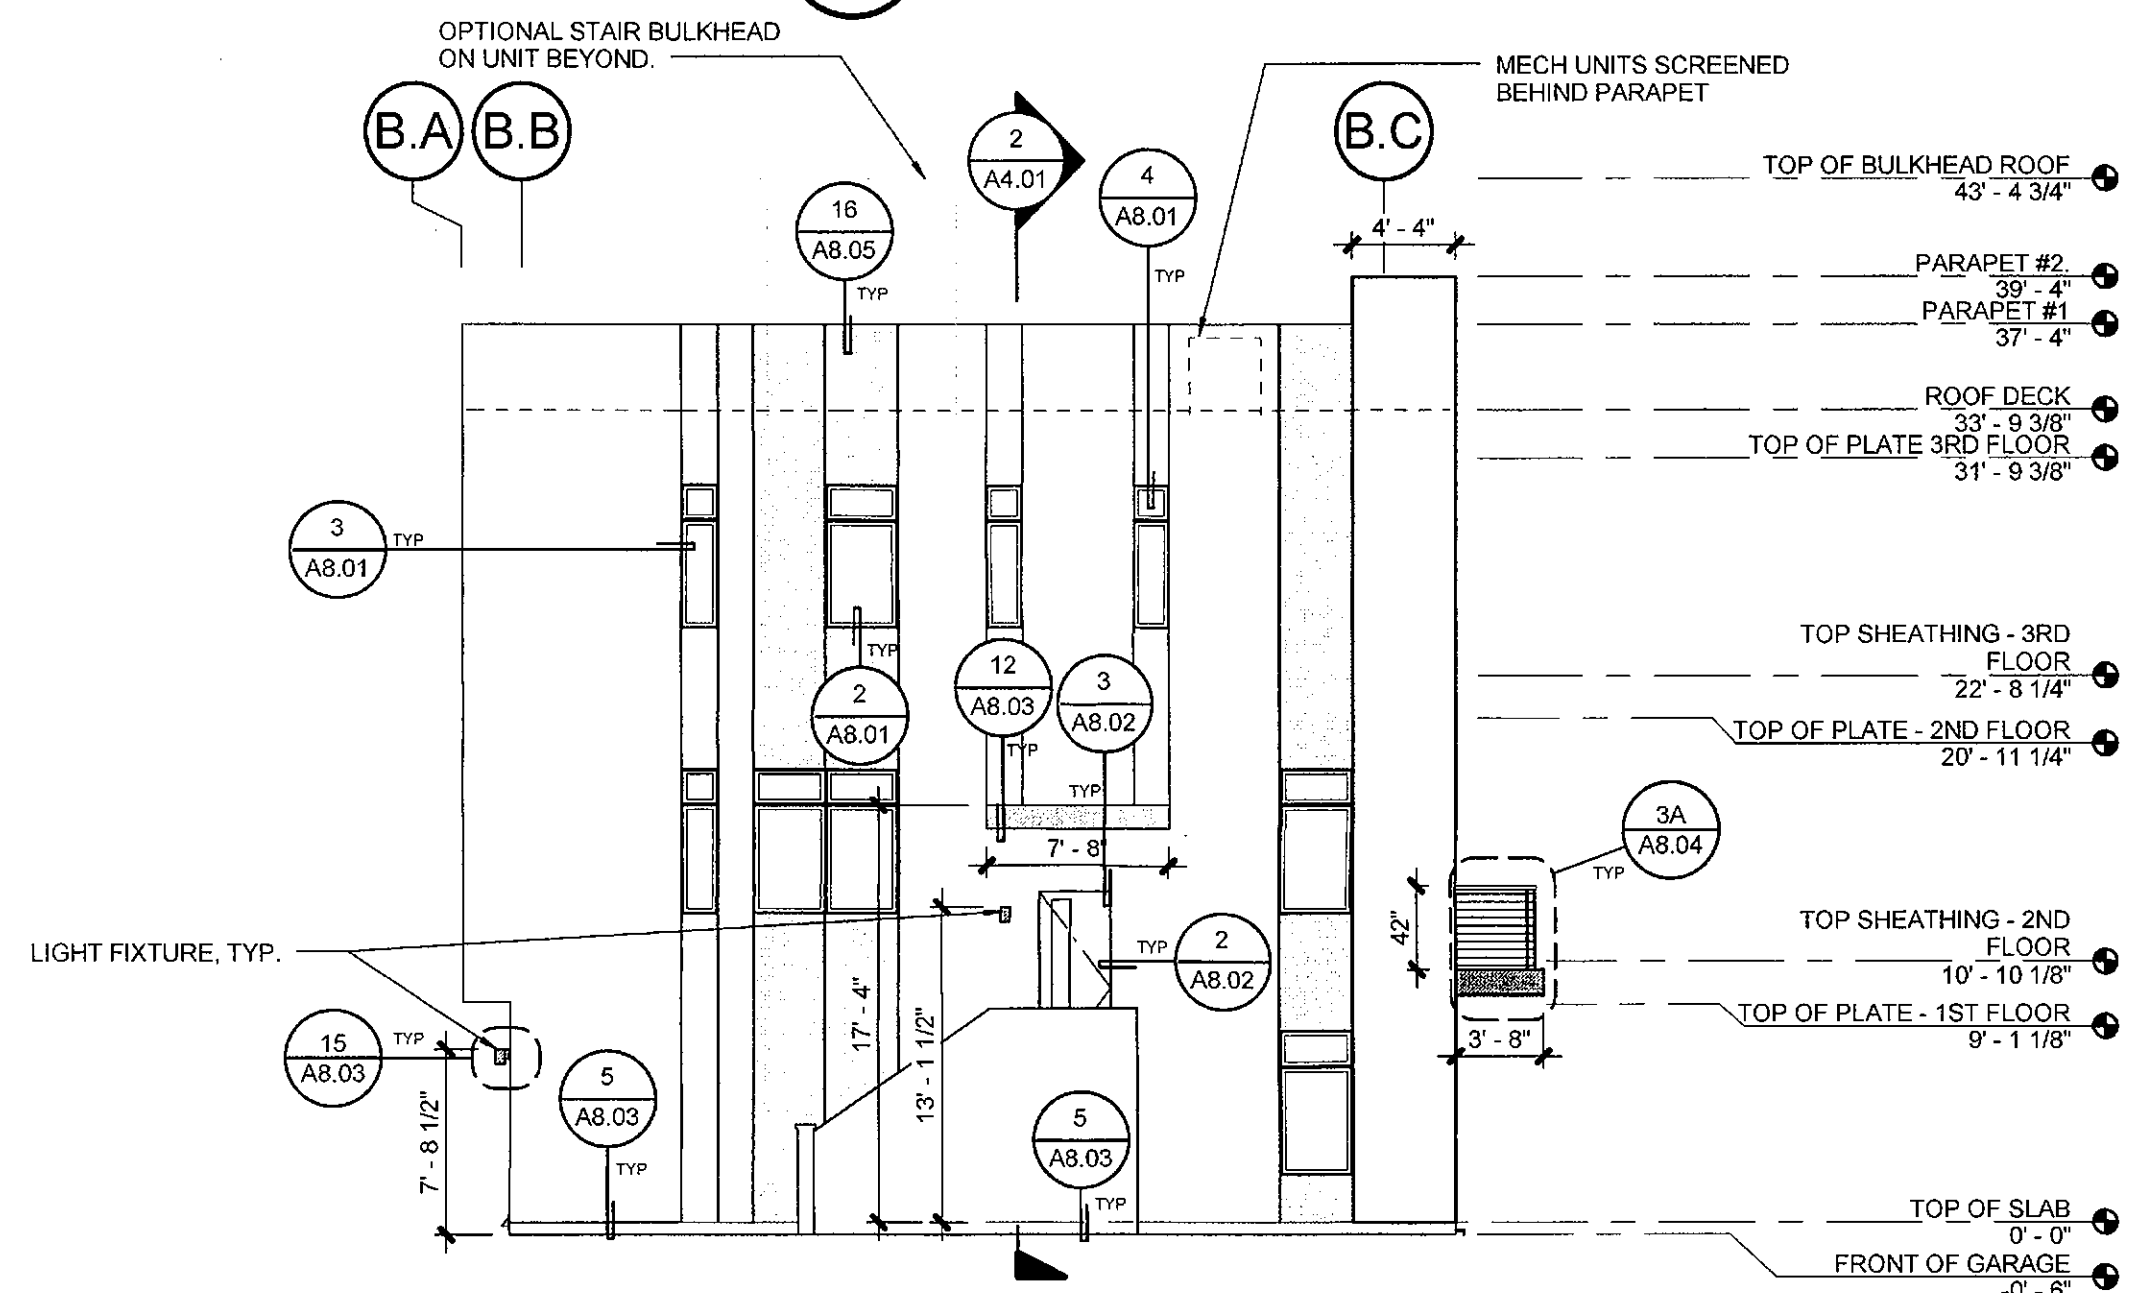 OPTIONAL STAIR BULKHEAD
ON UNIT BEYOND.
MECH UNITS SCREENED
BEHIND PARAPET
B.A
B.B
B.C
2
A4.01
4
A8.01
TYP
16
A8.05
TYP
4' - 4"
TOP OF BULKHEAD ROOF
43' - 4 3/4"
PARAPET #2.
39' - 4"
PARAPET #1
37' - 4"
ROOF DECK
33' - 9 3/8"
TOP OF PLATE 3RD FLOOR
31' - 9 3/8"
3
A8.01
TYP
TYP
2
A8.01
12
A8.03
TYP
3
A8.02
TYP
TOP SHEATHING - 3RD
FLOOR
22' - 8 1/4"
TOP OF PLATE - 2ND FLOOR
20' - 11 1/4"
7' - 8"
3A
A8.04
TYP
42"
LIGHT FIXTURE, TYP.
TYP
2
A8.02
TOP SHEATHING - 2ND
FLOOR
10' - 10 1/8"
TOP OF PLATE - 1ST FLOOR
9' - 1 1/8"
3' - 8"
15
A8.03
TYP
17' - 4"
13' - 1 1/2"
7' - 8 1/2"
5
A8.03
TYP
5
A8.03
TYP
TOP OF SLAB
0' - 0"
FRONT OF GARAGE
-0' - 6"